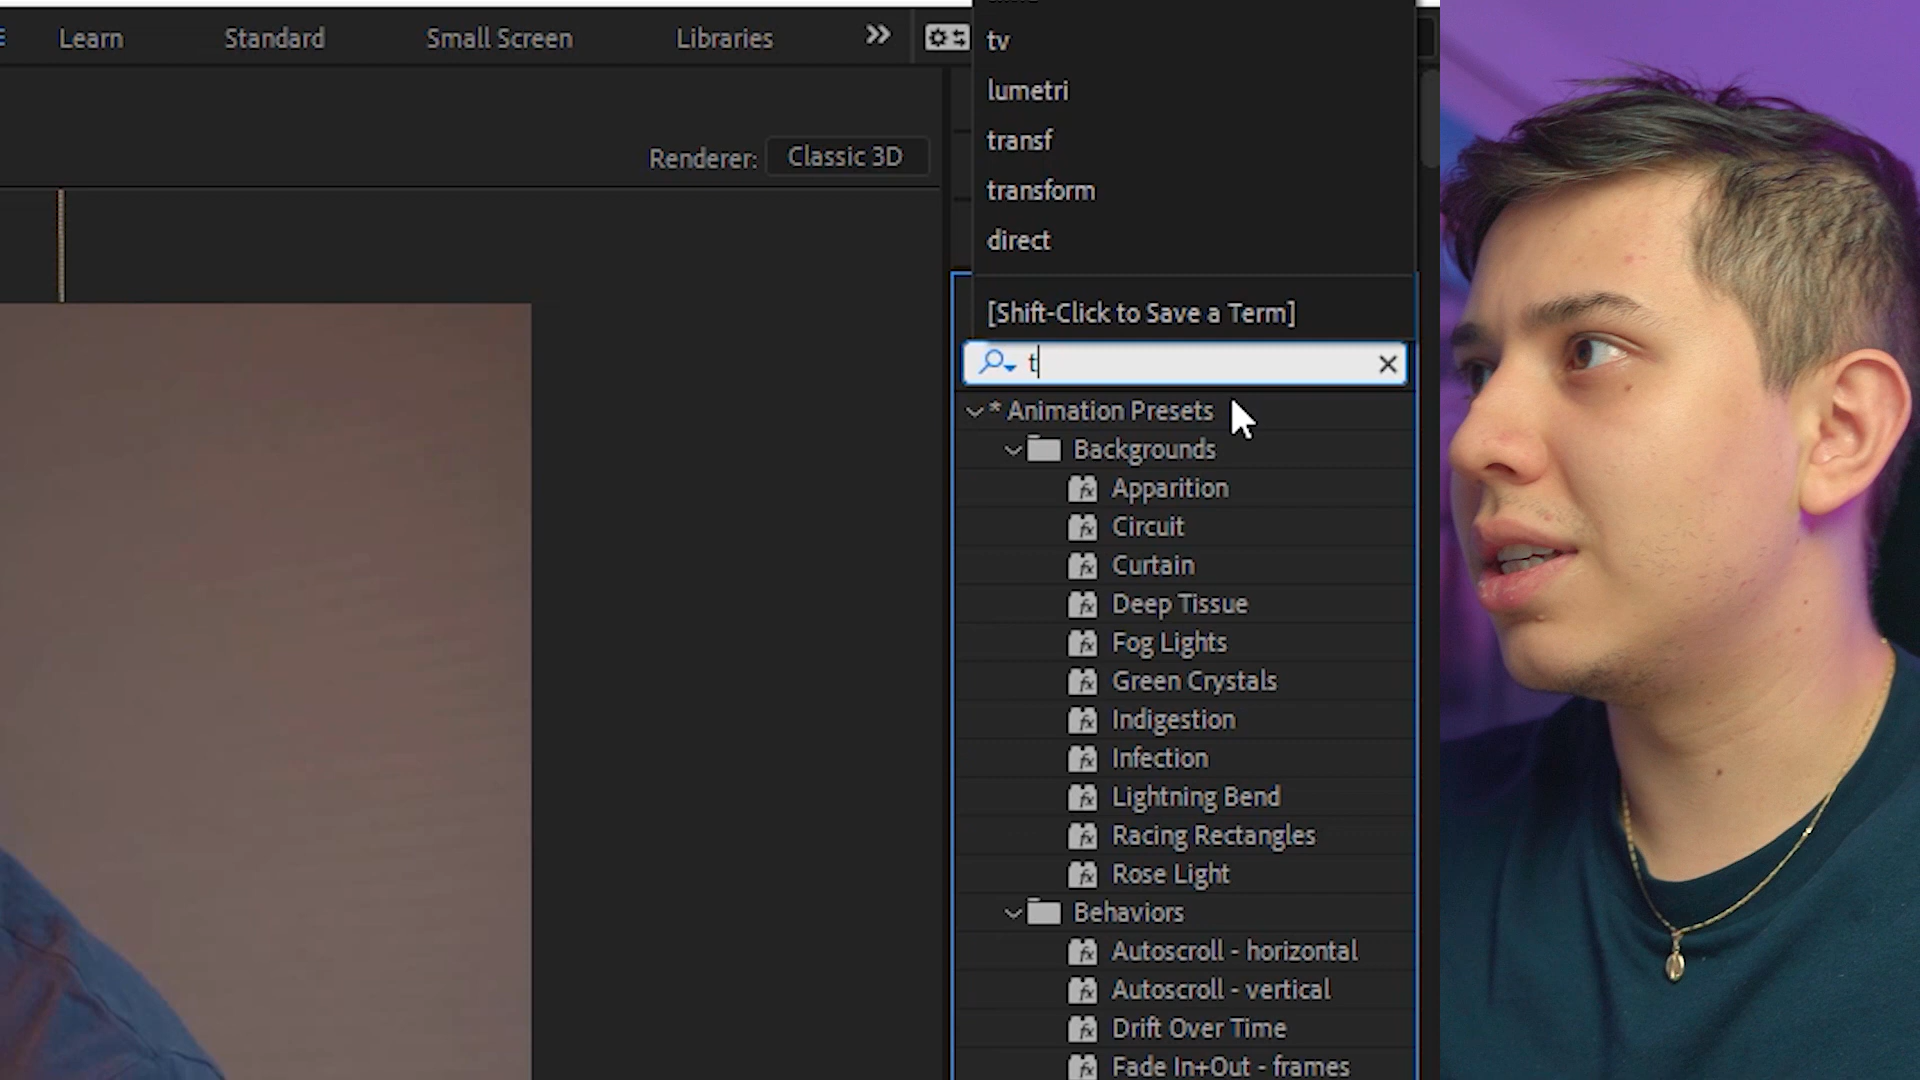 Learn Standard Small Screen Libraries
Renderer: Classic 3D
tv
lumetri
transf
transform
direct
[Shift-Click to Save a Term]
t
* Animation Presets
Backgrounds
Apparition
Circuit
Curtain
Deep Tissue
Fog Lights
Green Crystals
Indigestion
Infection
Lightning Bend
Racing Rectangles
Rose Light
Behaviors
Autoscroll - horizontal
Autoscroll - vertical
Drift Over Time
Fade In+Out - frames